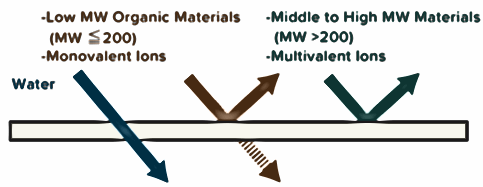 -Low MW Organic Materials
(MW ≦200)
-Monovalent Ions
-Middle to High MW Materials
(MW >200)
-Multivalent Ions
Water